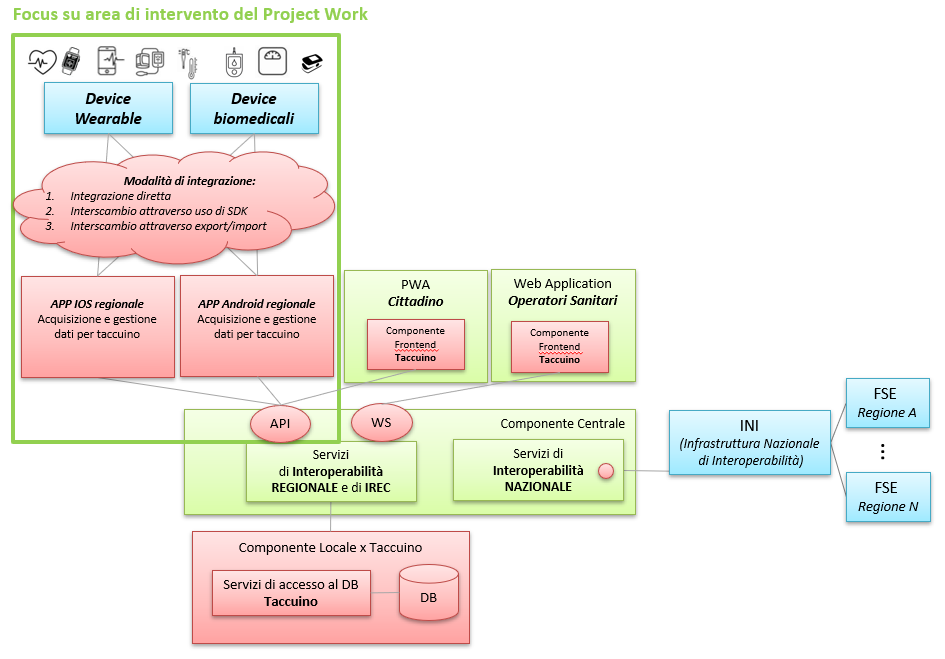 Focus su area di intervento del Project Work
Device
Wearable
Device
biomedicali
Modalità di integrazione:
1. Integrazione diretta
2. Interscambio attraverso uso di SDK
3. Interscambio attraverso export/import
APP IOS regionale
Acquisizione e gestione
dati per taccuino
APP Android regionale
Acquisizione e gestione
dati per taccuino
PWA
Cittadino
Componente
Frontend
Taccuino
Web Application
Operatori Sanitari
Componente
Frontend
Taccuino
API
WS
Componente Centrale
Servizi
di Interoperabilità
REGIONALE e di IREC
Servizi di
Interoperabilità
NAZIONALE
INI
(Infrastruttura Nazionale
di Interoperabilità)
FSE
Regione A
⋮
FSE
Regione N
Componente Locale x Taccuino
Servizi di accesso al DB
Taccuino
DB